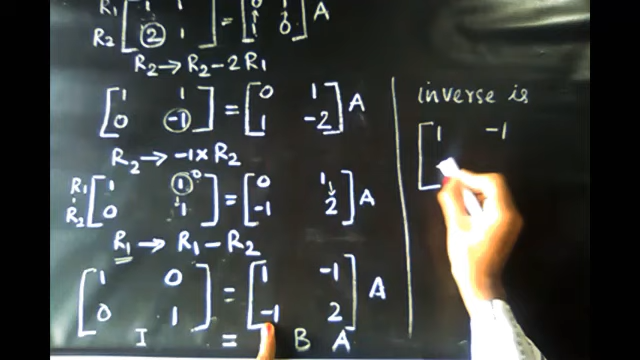 R1 [1 1] = [0 1] A
R2 [2 1] [1 0]
R2 → R2 - 2R1
[1 1] = [0 1] A
[0 -1] [1 -2]
R2 → -1 × R2
R1 [1 1 0] = [0 1] A
R2 [0 1] [-1 2]
R1 → R1 - R2
[1 0] = [1 -1] A
[0 1] [-1 2]
I = B A
inverse is
[1 -1